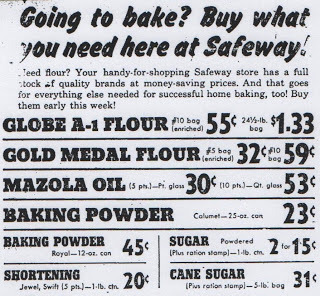 Going to bake? Buy what
you need here at Safeway!
Need flour? Your handy-for-shopping Safeway store has a full
stock of quality brands at money-saving prices. And that goes
for everything else needed for successful home baking, too! Buy
them early this week!
GLOBE A-1 FLOUR #10 bag (enriched) 55¢ 24½-lb. bag $1.33
GOLD MEDAL FLOUR #5 bag (enriched) 32¢ #10 bag 59¢
MAZOLA OIL (5 pts.)—Pt. glass 30¢ (10 pts.)—Qt. glass 53¢
BAKING POWDER Calumet—25-oz. can 23¢
BAKING POWDER
Royal—12-oz. can 45¢
SUGAR Powdered
(Plus ration stamp)—1-lb. ctn. 2 for 15¢
SHORTENING
Jewel, Swift (5 pts.)—1-lb. ctn. 20¢
CANE SUGAR
(Plus ration stamp)—5-lb. bag 31¢